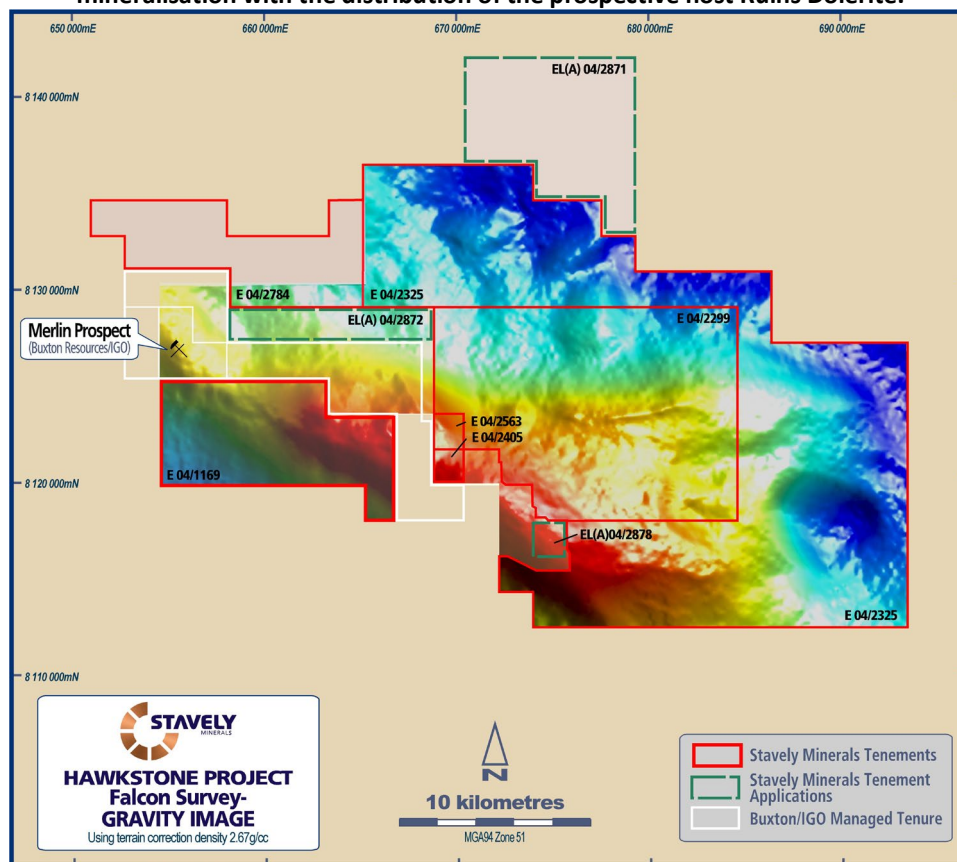 mineralisation with the distribution of the prospective host Ruins Dolerite.
650 000mE
660 000mE
670 000mE
680 000mE
690 000mE
8 140 000mN
8 130 000mN
8 120 000mN
8 110 000mN
EL(A) 04/2871
E 04/2784
E 04/2325
EL(A) 04/2872
E 04/2299
Merlin Prospect
(Buxton Resources/IGO)
E 04/2563
E 04/2405
E 04/1169
EL(A)04/2878
E 04/2325
STAVELY
MINERALS
HAWKSTONE PROJECT
Falcon Survey-
GRAVITY IMAGE
Using terrain correction density 2.67g/cc
N
10 kilometres
MGA94 Zone 51
Stavely Minerals Tenements
Stavely Minerals Tenement
Applications
Buxton/IGO Managed Tenure